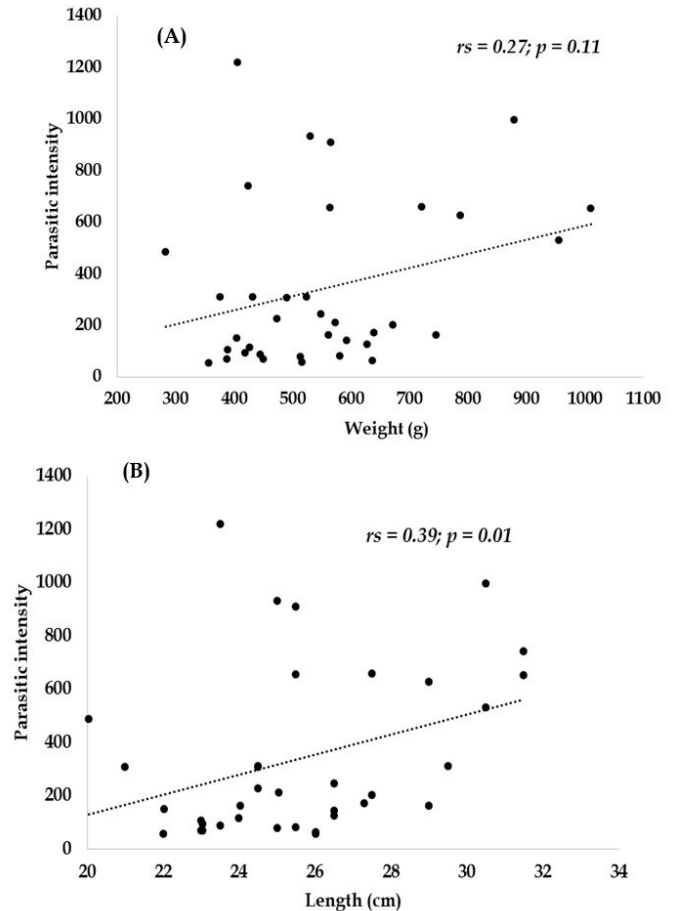 (A)
rs = 0.27; p = 0.11
Parasitic intensity
1400
1200
1000
800
600
400
200
0
200 300 400 500 600 700 800 900 1000 1100
Weight (g)
(B)
rs = 0.39; p = 0.01
Parasitic intensity
1400
1200
1000
800
600
400
200
0
20 22 24 26 28 30 32 34
Length (cm)